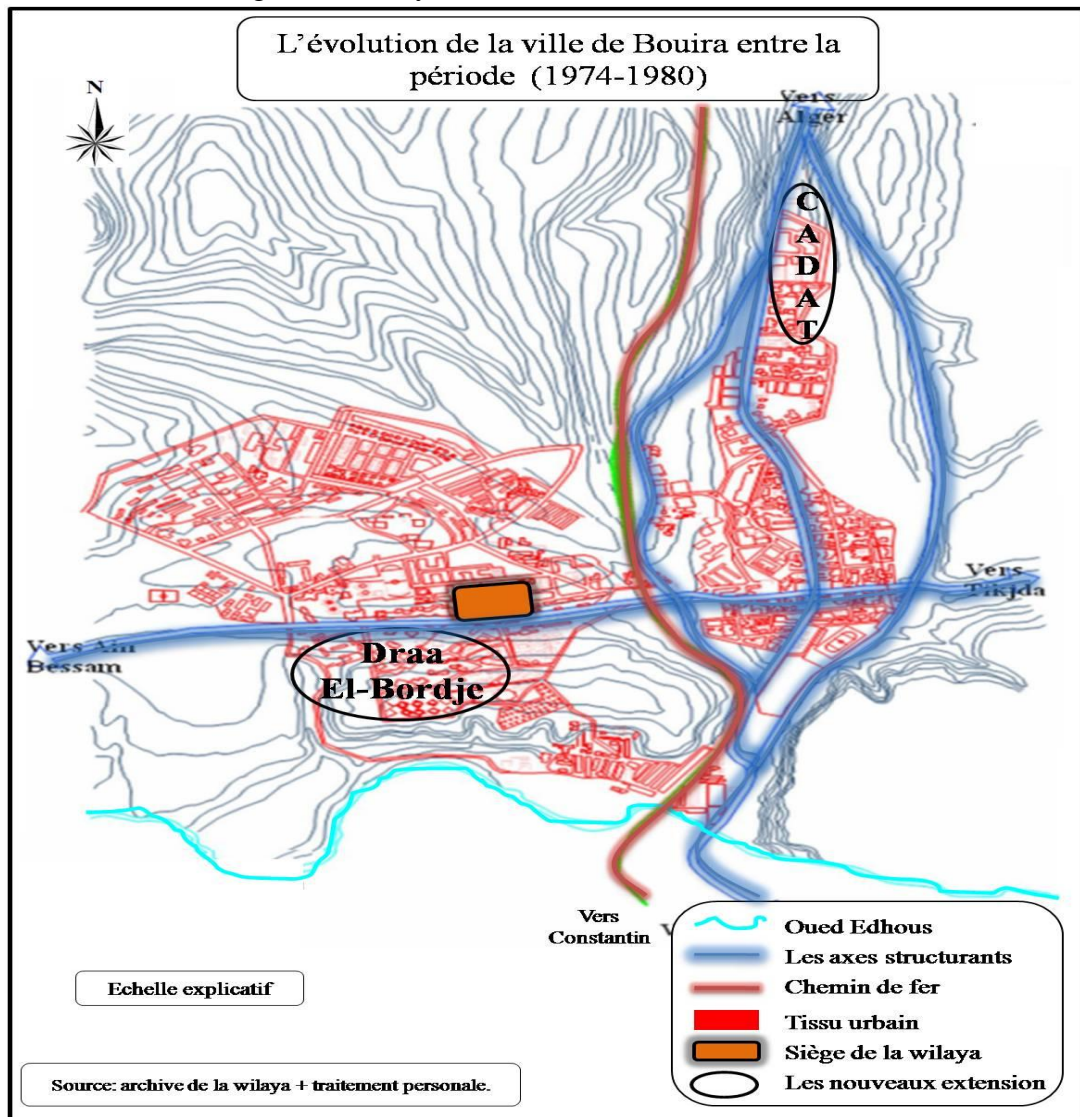 L'évolution de la ville de Bouira entre la
période (1974-1980)
N
Vers
Alger
C
A
D
A
T
Vers
Tikjda
Vers Ain
Bessam
Draa
El-Bordje
Vers
Constantin
V
Oued Edhous
Les axes structurants
Chemin de fer
Tissu urbain
Siège de la wilaya
Les nouveaux extension
Echelle explicatif
Source: archive de la wilaya + traitement personale.